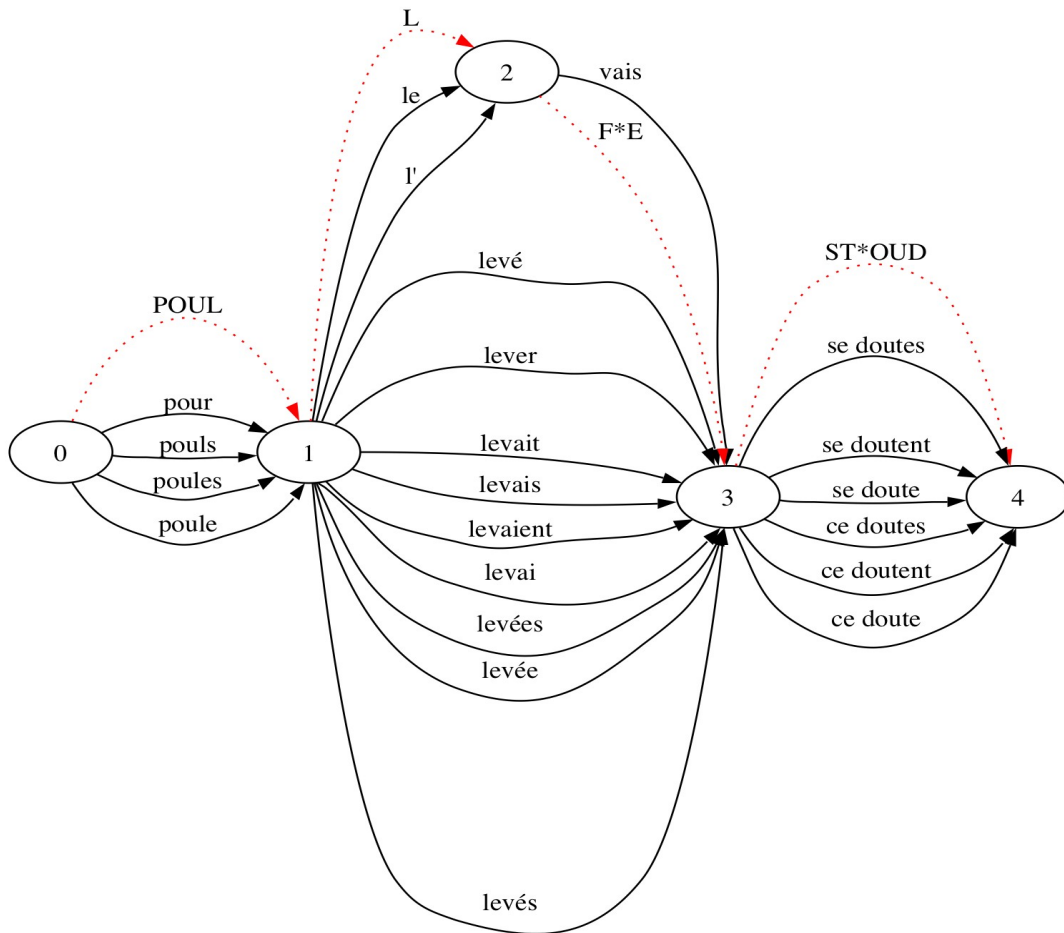 L
2
vais
le
F*E
l'
levé
ST*OUD
POUL
se doutes
lever
pour
0
pouls
1
levait
se doutent
poules
levais
3
se doute
4
poule
levaient
ce doutes
levai
ce doutent
levées
ce doute
levée
levés